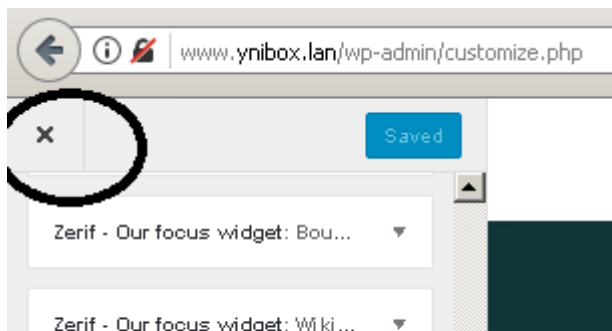 www.ynibox.lan/wp-admin/customize.php
Saved
Zerif - Our focus widget: Bou...
Zerif - Our focus widget: Wiki...